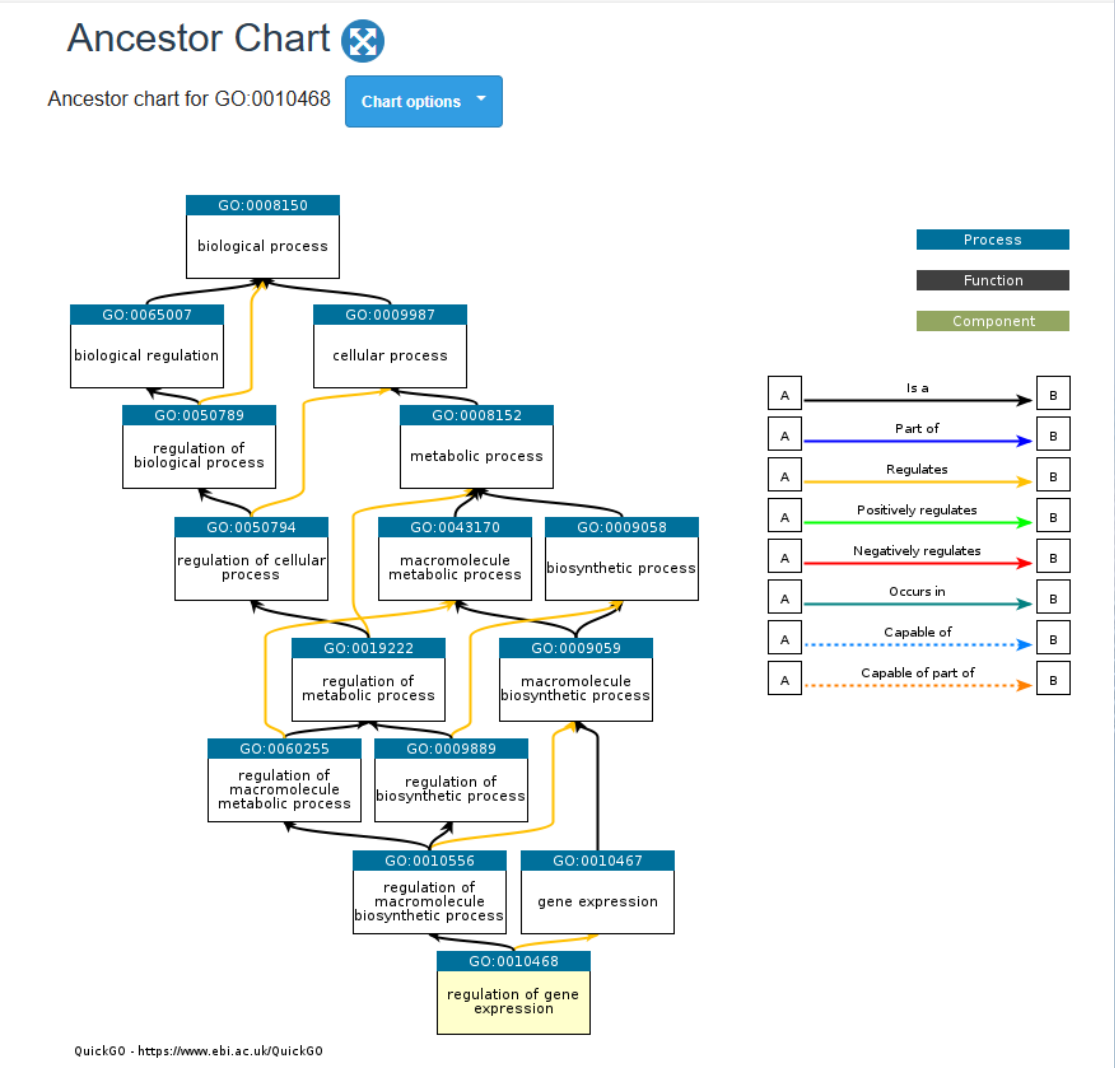 Ancestor Chart
Ancestor chart for GO:0010468
Chart options
GO:0008150
biological process
GO:0065007
biological regulation
GO:0009987
cellular process
GO:0050789
regulation of
biological process
GO:0008152
metabolic process
GO:0050794
regulation of cellular
process
GO:0043170
macromolecule
metabolic process
GO:0009058
biosynthetic process
GO:0019222
regulation of
metabolic process
GO:0009059
macromolecule
biosynthetic process
GO:0060255
regulation of
macromolecule
metabolic process
GO:0009889
regulation of
biosynthetic process
GO:0010556
regulation of
macromolecule
biosynthetic process
GO:0010467
gene expression
GO:0010468
regulation of gene
expression
Process
Function
Component
A Is a B
A Part of B
A Regulates B
A Positively regulates B
A Negatively regulates B
A Occurs in B
A Capable of B
A Capable of part of B
QuickGO - https://www.ebi.ac.uk/QuickGO